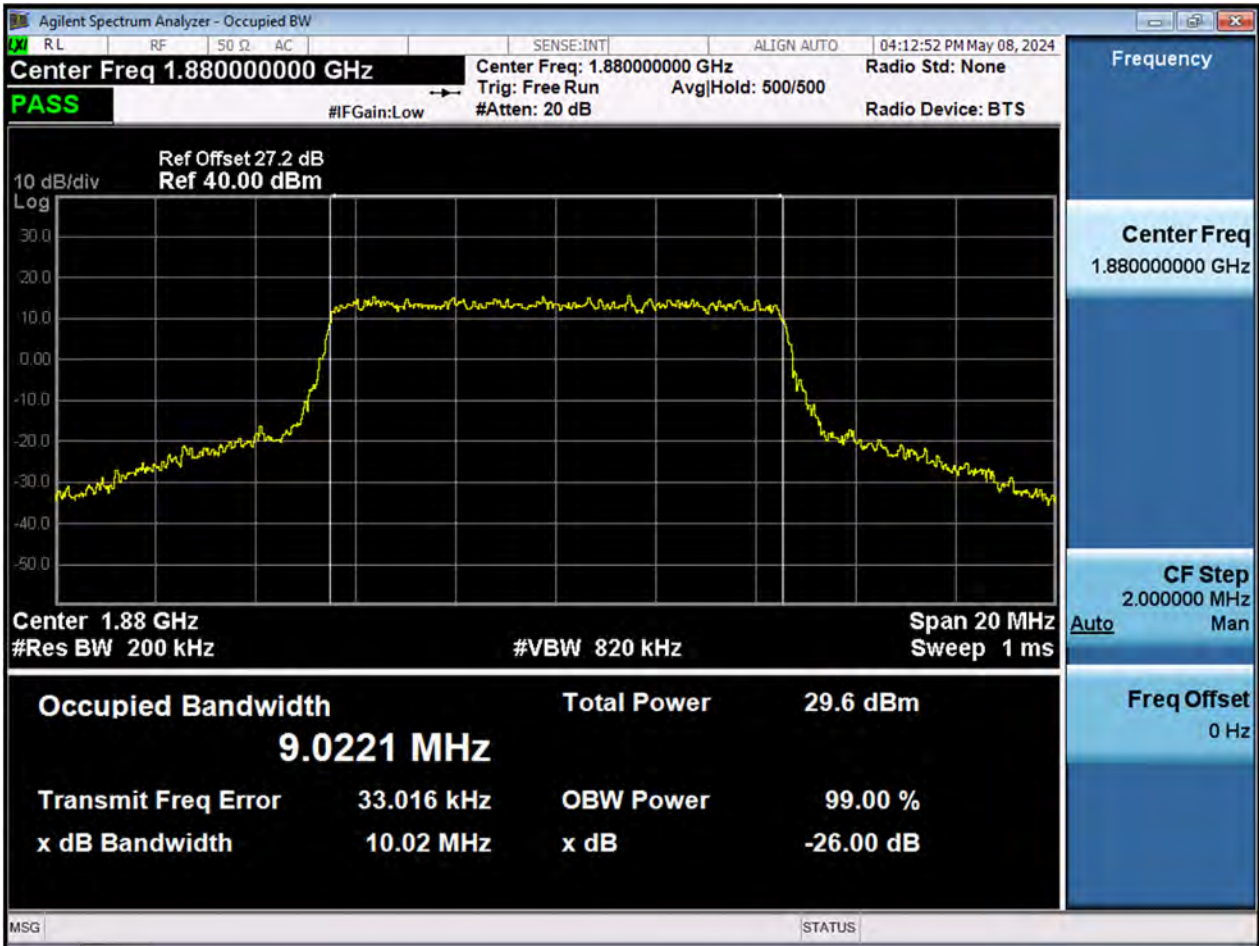 Agilent Spectrum Analyzer - Occupied BW
LXI RL RF 50 Ω AC SENSE:INT ALIGN AUTO 04:12:52 PM May 08, 2024
Center Freq 1.880000000 GHz
Center Freq: 1.880000000 GHz
Radio Std: None
Trig: Free Run Avg|Hold: 500/500
PASS
#IFGain:Low
#Atten: 20 dB
Radio Device: BTS
Ref Offset 27.2 dB
10 dB/div Ref 40.00 dBm
Log
30.0
20.0
10.0
0.00
-10.0
-20.0
-30.0
-40.0
-50.0
Center 1.88 GHz Span 20 MHz
#Res BW 200 kHz #VBW 820 kHz Sweep 1 ms
Occupied Bandwidth Total Power 29.6 dBm
9.0221 MHz
Transmit Freq Error 33.016 kHz OBW Power 99.00 %
x dB Bandwidth 10.02 MHz x dB -26.00 dB
MSG STATUS
Frequency
Center Freq
1.880000000 GHz
CF Step
2.000000 MHz
Auto Man
Freq Offset
0 Hz